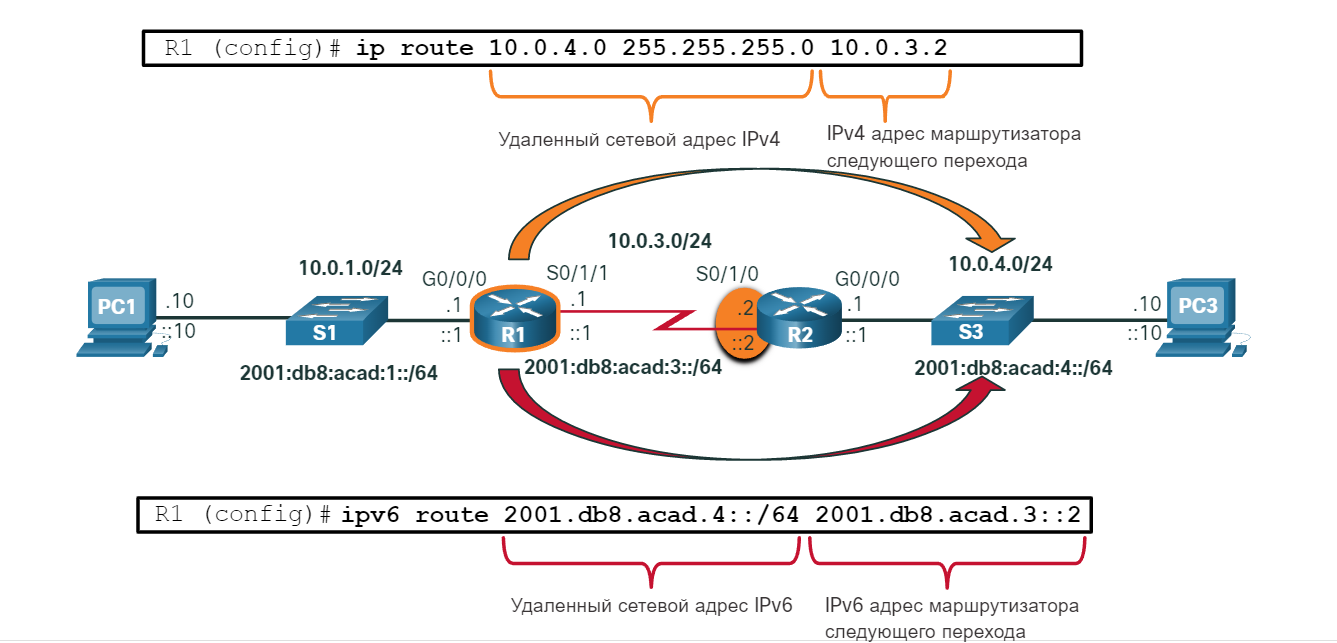 R1 (config)# ip route 10.0.4.0 255.255.255.0 10.0.3.2
Удаленный сетевой адрес IPv4
IPv4 адрес маршрутизатора
следующего перехода
10.0.3.0/24
10.0.1.0/24
10.0.4.0/24
G0/0/0
S0/1/1
S0/1/0
G0/0/0
PC1
.10
::10
S1
.1
::1
R1
.1
::1
.2
::2
R2
.1
::1
S3
.10
::10
PC3
2001:db8:acad:1::/64
2001:db8:acad:3::/64
2001:db8:acad:4::/64
R1 (config)# ipv6 route 2001.db8.acad.4::/64 2001.db8.acad.3::2
Удаленный сетевой адрес IPv6
IPv6 адрес маршрутизатора
следующего перехода